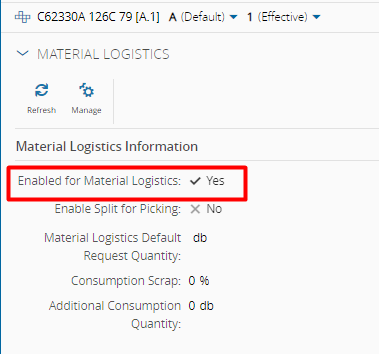 C62330A 126C 79 [A.1] A (Default) 1 (Effective)
MATERIAL LOGISTICS
Refresh Manage
Material Logistics Information
Enabled for Material Logistics: Yes
Enable Split for Picking: No
Material Logistics Default db
Request Quantity:
Consumption Scrap: 0 %
Additional Consumption 0 db
Quantity: